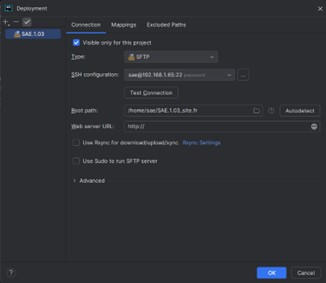 Deployment
SAE.1.03
Connection Mappings Excluded Paths
Visible only for this project
Type: SFTP
SSH configuration: sae@192.168.1.65:22 password ...
Test Connection
Root path: /home/sae/SAE.1.03_site.fr Autodetect
Web server URL: http://
Use Rsync for download/upload/sync Rsync Settings
Use Sudo to run SFTP server
Advanced
? OK Cancel